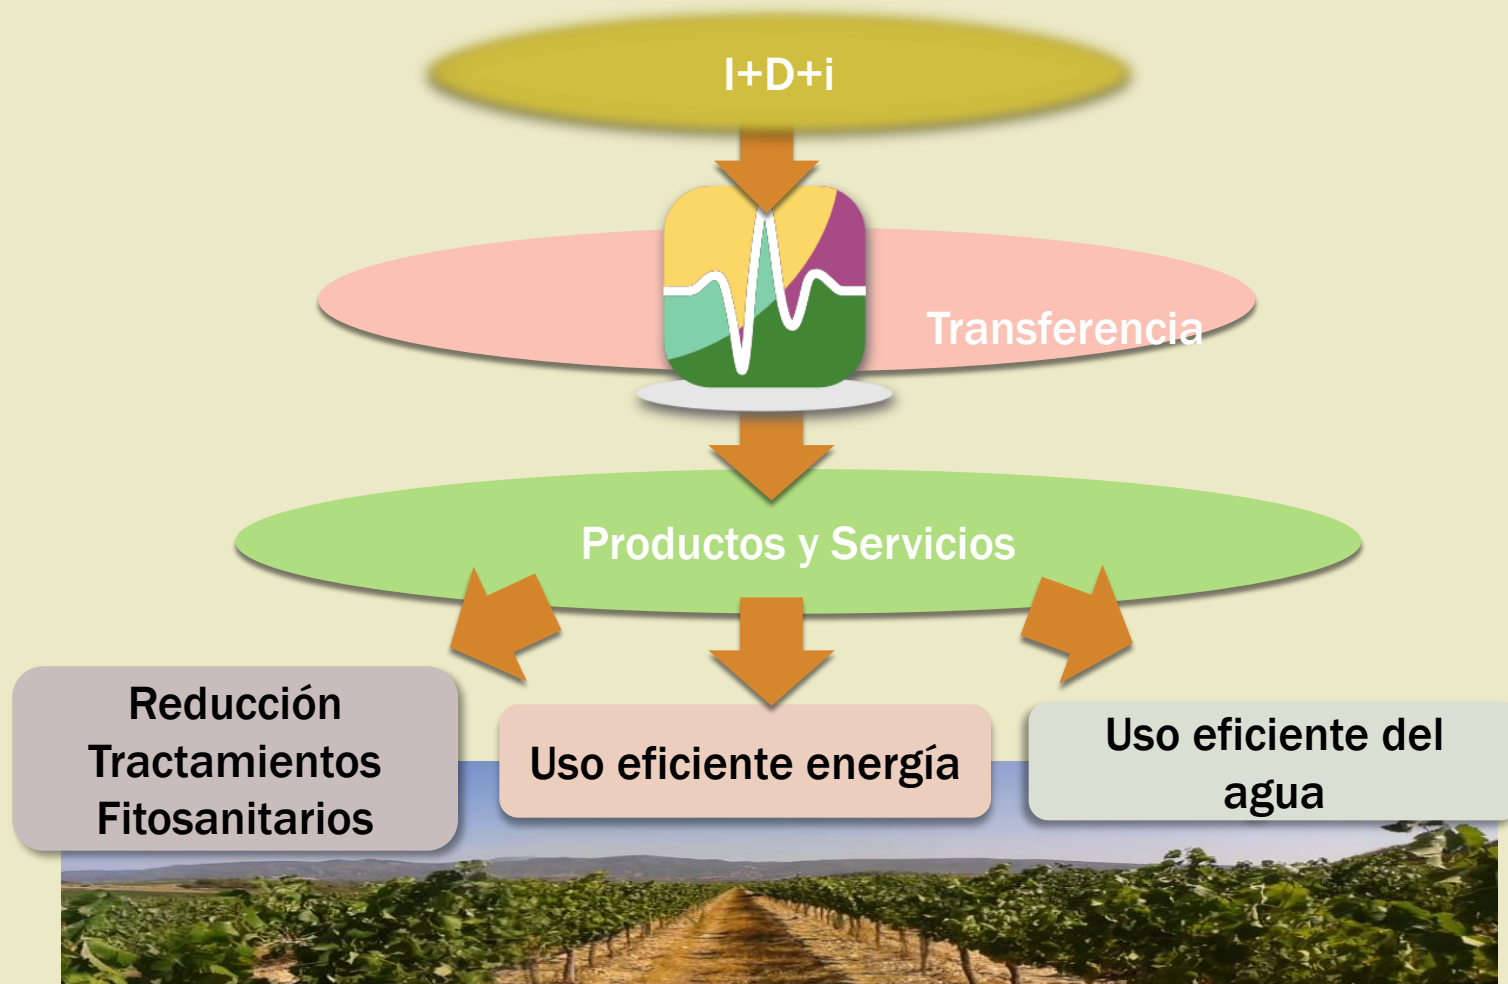 I+D+i
Transferencia
Productos y Servicios
Reducción
Tractamientos
Fitosanitarios
Uso eficiente energía
Uso eficiente del
agua